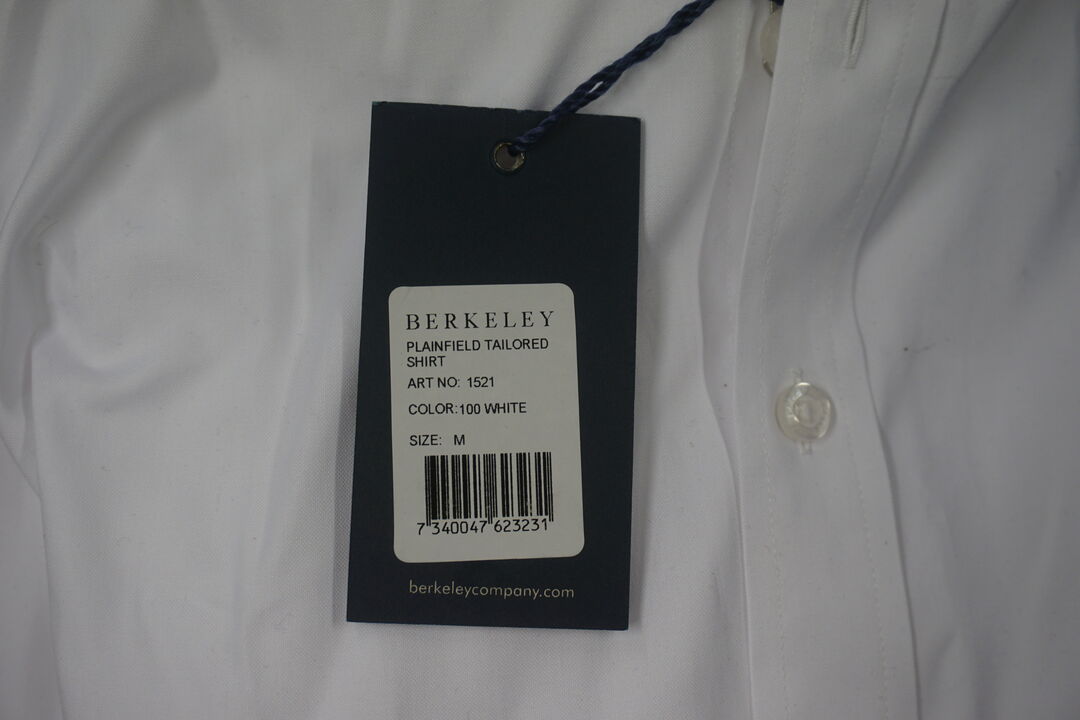 BERKELEY
PLAINFIELD TAILORED
SHIRT
ART NO: 1521
COLOR:100 WHITE
SIZE: M
7 340047 623231
berkeleycompany.com